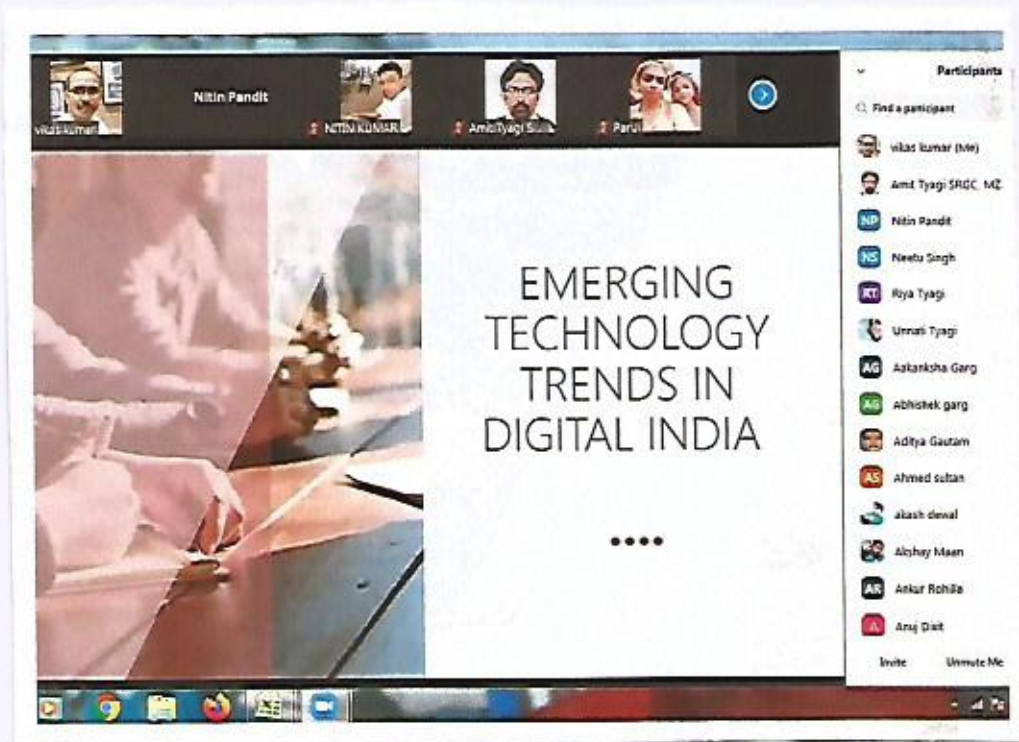 vikas kumar
Nitin Pandit
NITIN KUMAR
Amit Tyagi S...
Parul
EMERGING
TECHNOLOGY
TRENDS IN
DIGITAL INDIA
Participants
Find a participant
vikas kumar (Me)
Amit Tyagi SRGC, MZ
NP Nitin Pandit
NS Neetu Singh
RT Riya Tyagi
Unnati Tyagi
AG Aakanksha Garg
AG Abhishek garg
Aditya Gautam
AS Ahmed sultan
akash dewal
Akshay Maan
AR Ankur Rohilla
A Anuj Dixit
Invite Unmute Me